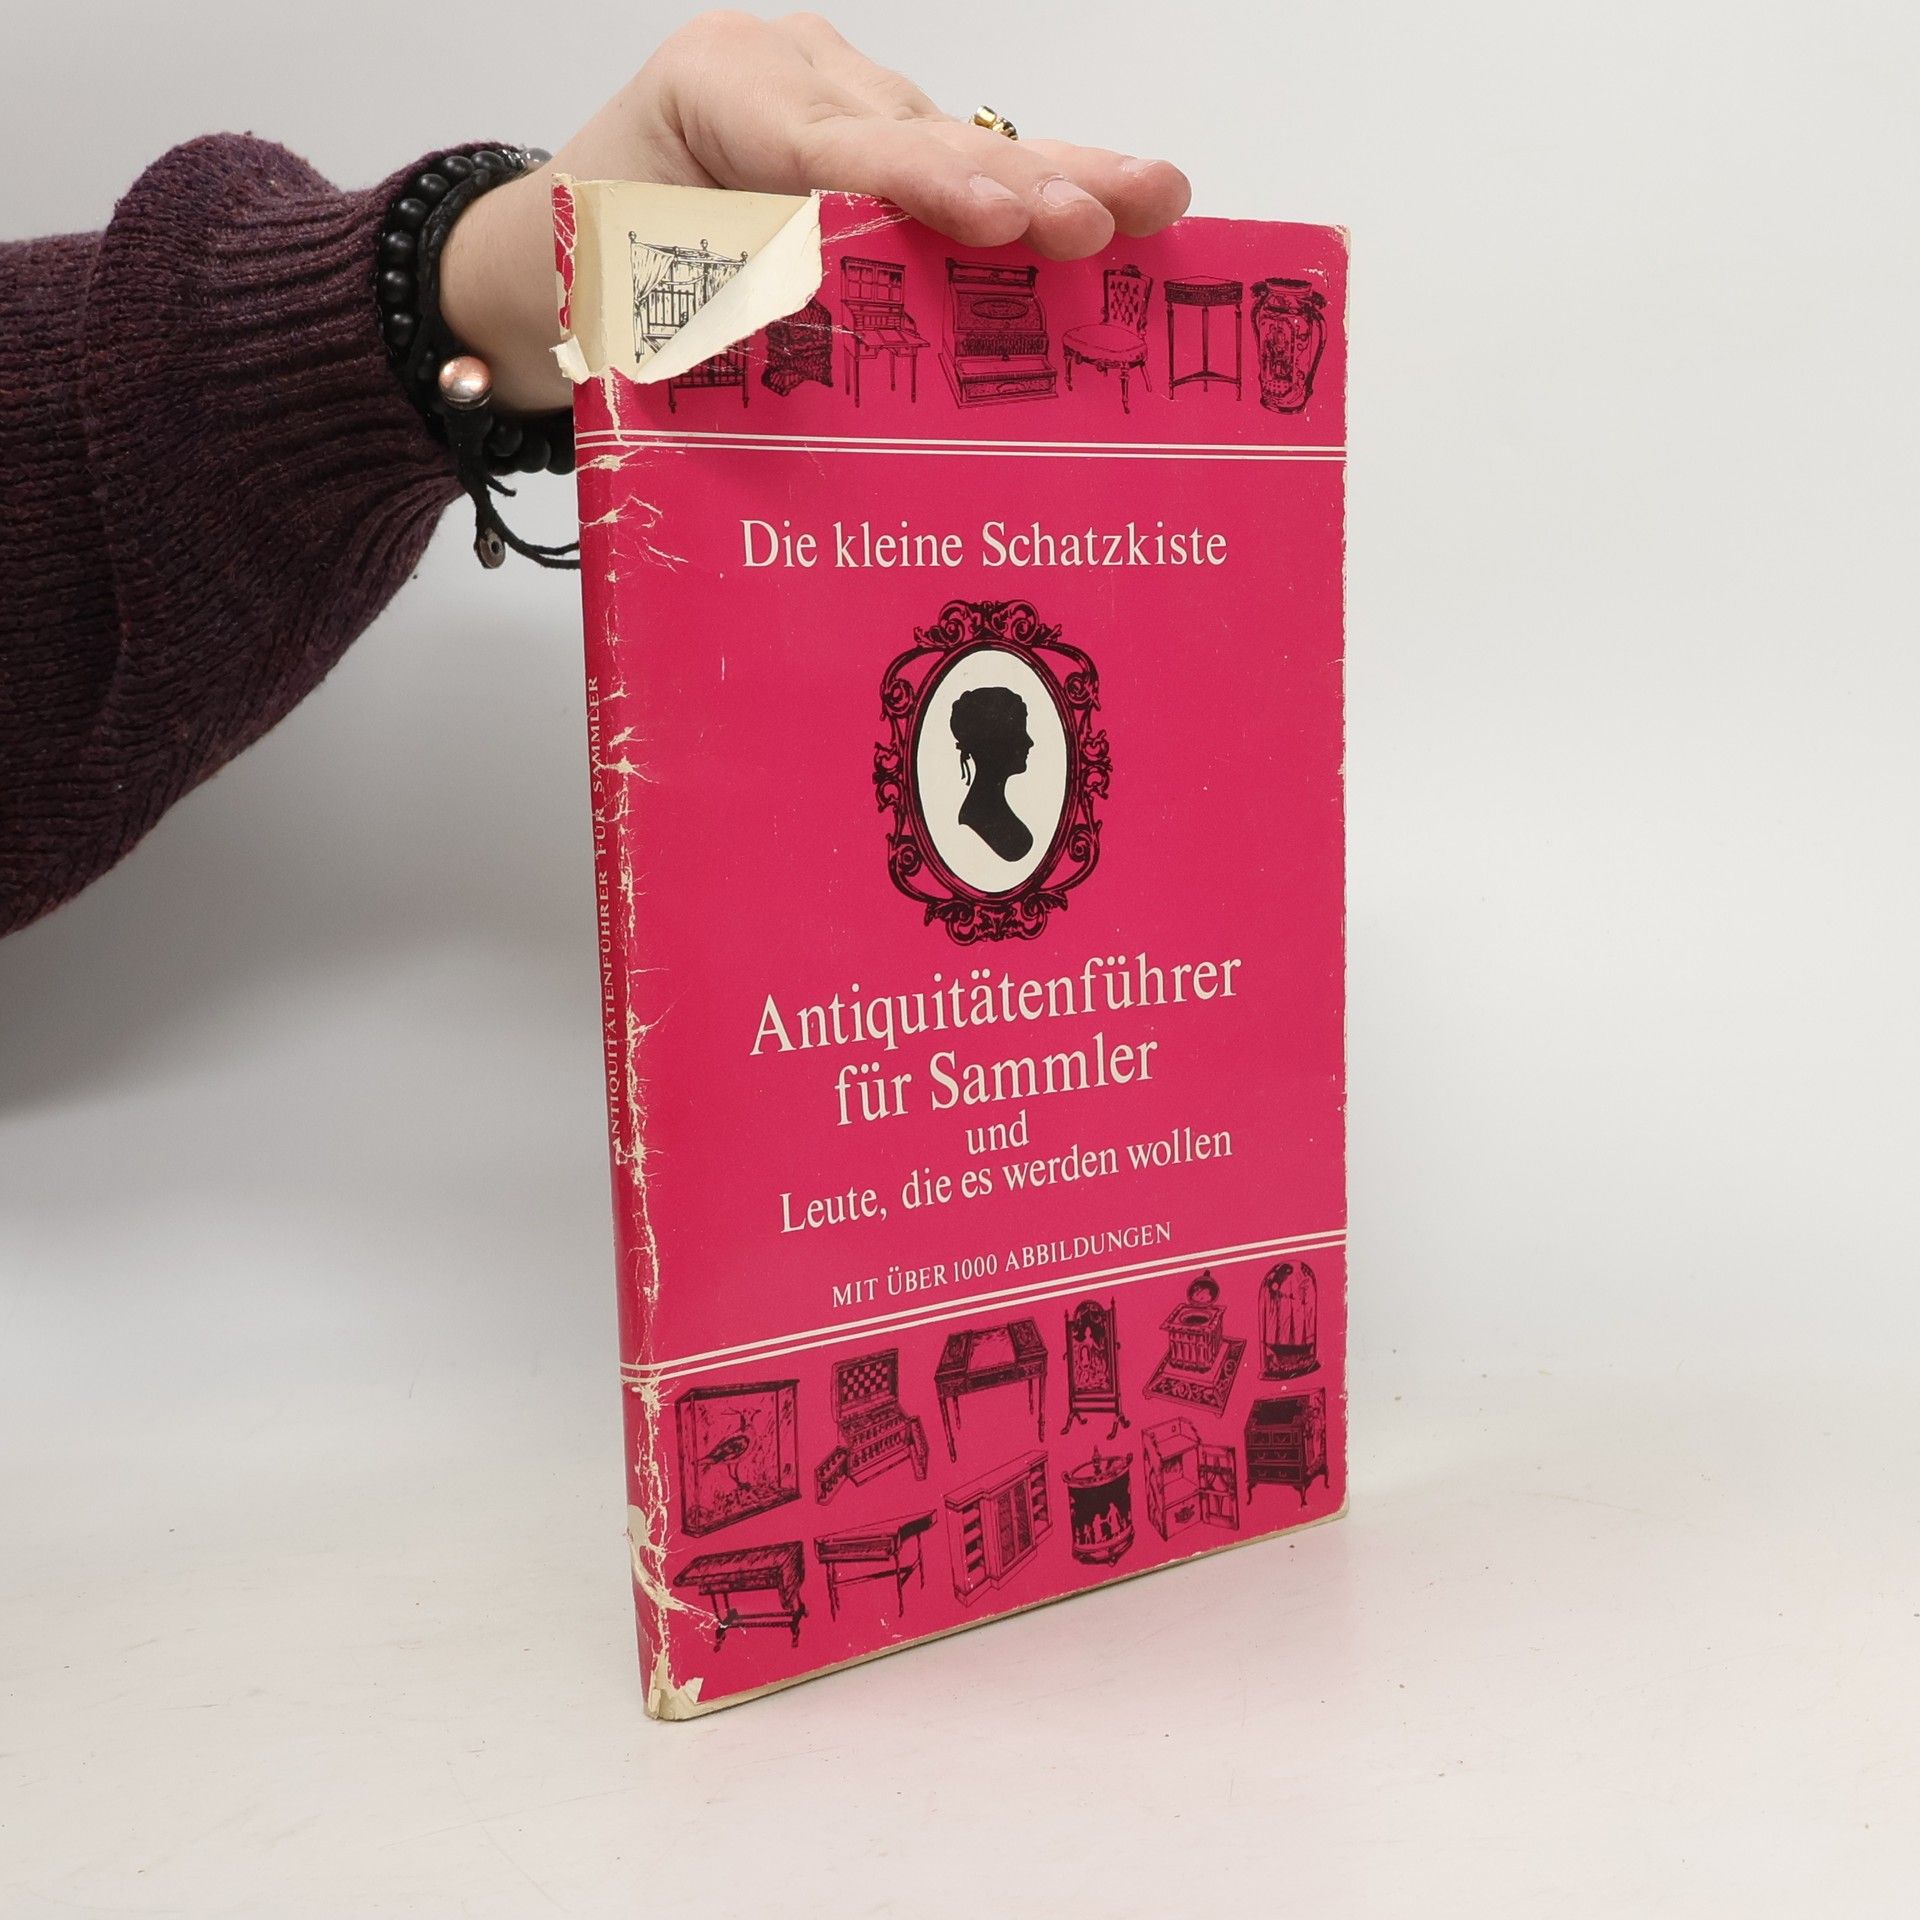 Die kleine Schatzkiste
Antiquitätenführer
für Sammler
und
Leute, die es werden wollen
MIT ÜBER 1000 ABBILDUNGEN
ANTIQUITÄTENFÜHRER FÜR SAMMLER